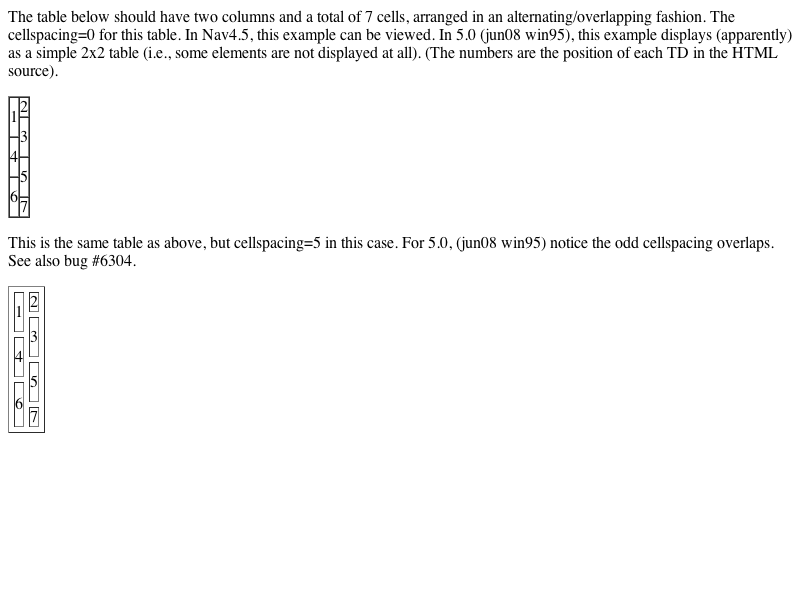 The table below should have two columns and a total of 7 cells, arranged in an alternating/overlapping fashion. The
cellspacing=0 for this table. In Nav4.5, this example can be viewed. In 5.0 (jun08 win95), this example displays (apparently)
as a simple 2x2 table (i.e., some elements are not displayed at all). (The numbers are the position of each TD in the HTML
source).
2
1
3
4
5
6
7
This is the same table as above, but cellspacing=5 in this case. For 5.0, (jun08 win95) notice the odd cellspacing overlaps.
See also bug #6304.
2
1
3
4
5
6
7